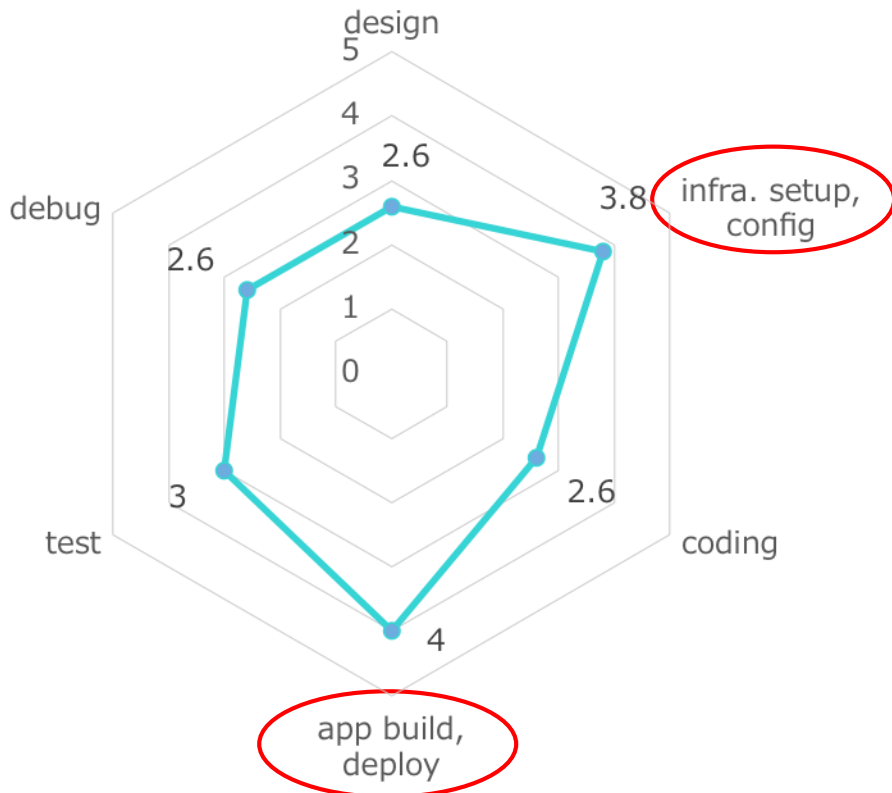 design
5
4
2.6
3
3.8
infra. setup,
config
debug
2.6
2
1
0
2.6
3
test
coding
4
app build,
deploy